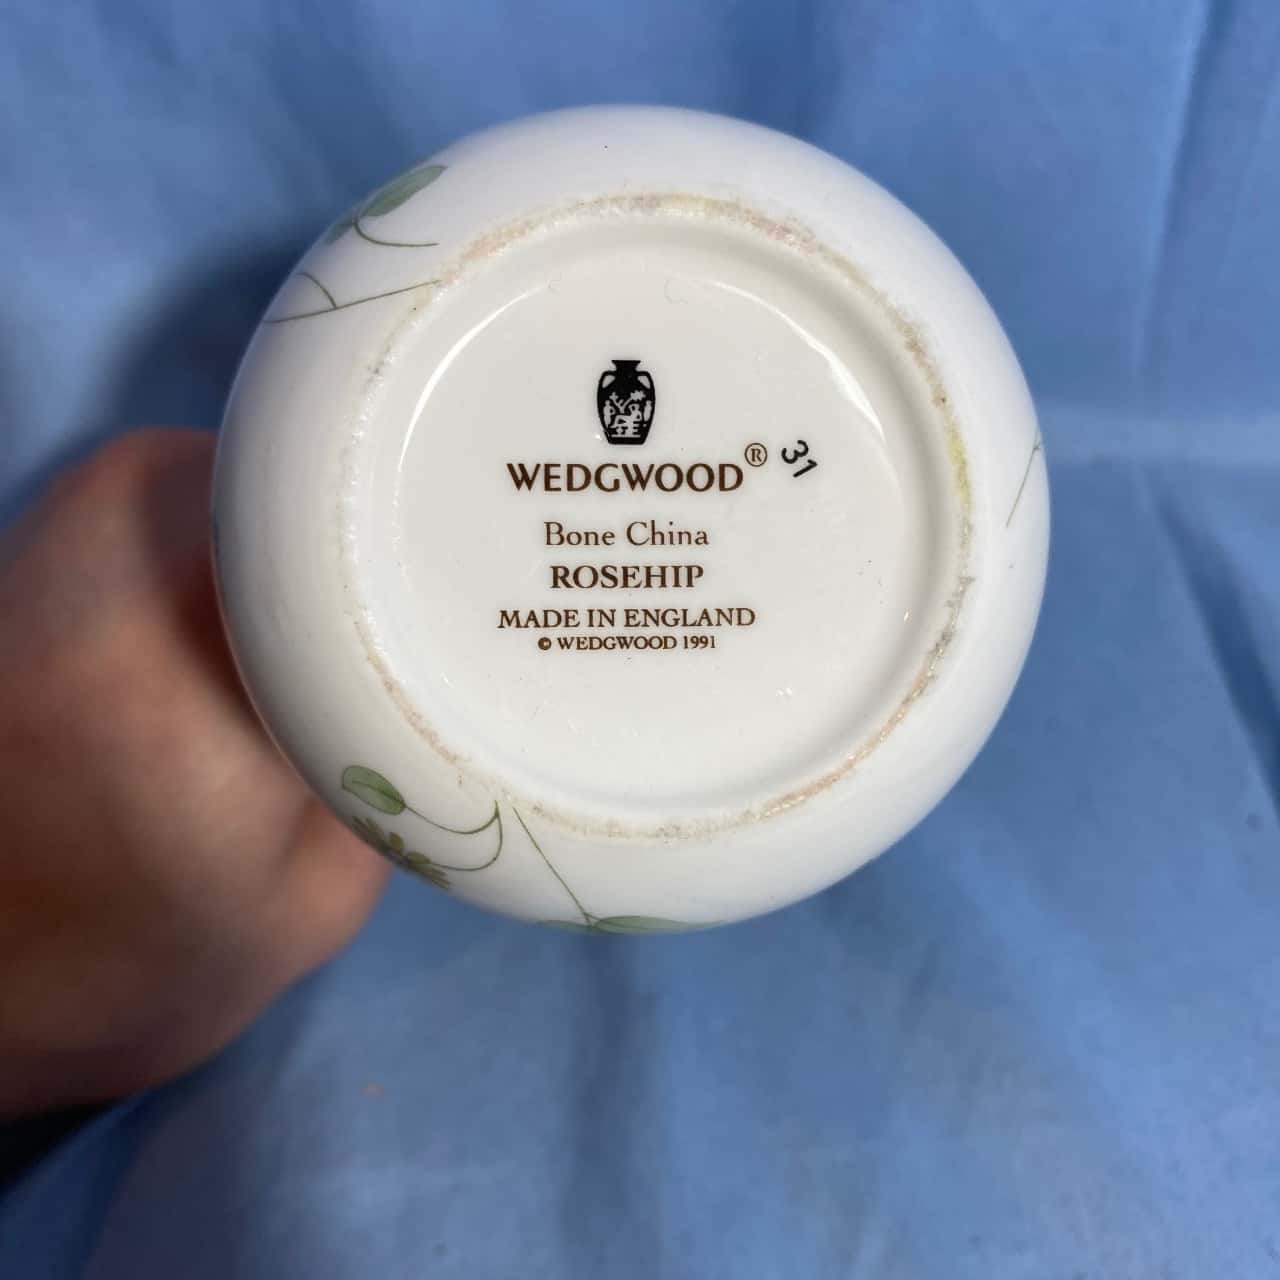 WEDGWOOD® 31
Bone China
ROSEHIP
MADE IN ENGLAND
© WEDGWOOD 1991